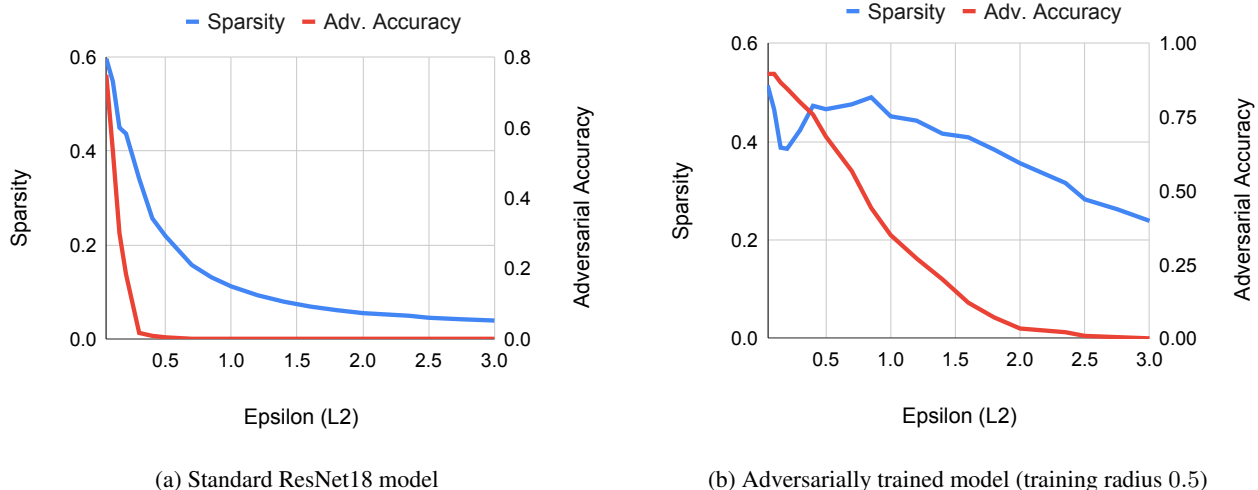 Sparsity Adv. Accuracy
0.6 0.8
0.6
0.4
0.4
0.2
0.2
0.0 0.0
0.5 1.0 1.5 2.0 2.5 3.0
Sparsity
Adversarial Accuracy
Epsilon (L2)
(a) Standard ResNet18 model
Sparsity Adv. Accuracy
0.6 1.00
0.75
0.4
0.50
0.2
0.25
0.0 0.00
0.5 1.0 1.5 2.0 2.5 3.0
Sparsity
Adversarial Accuracy
Epsilon (L2)
(b) Adversarially trained model (training radius 0.5)